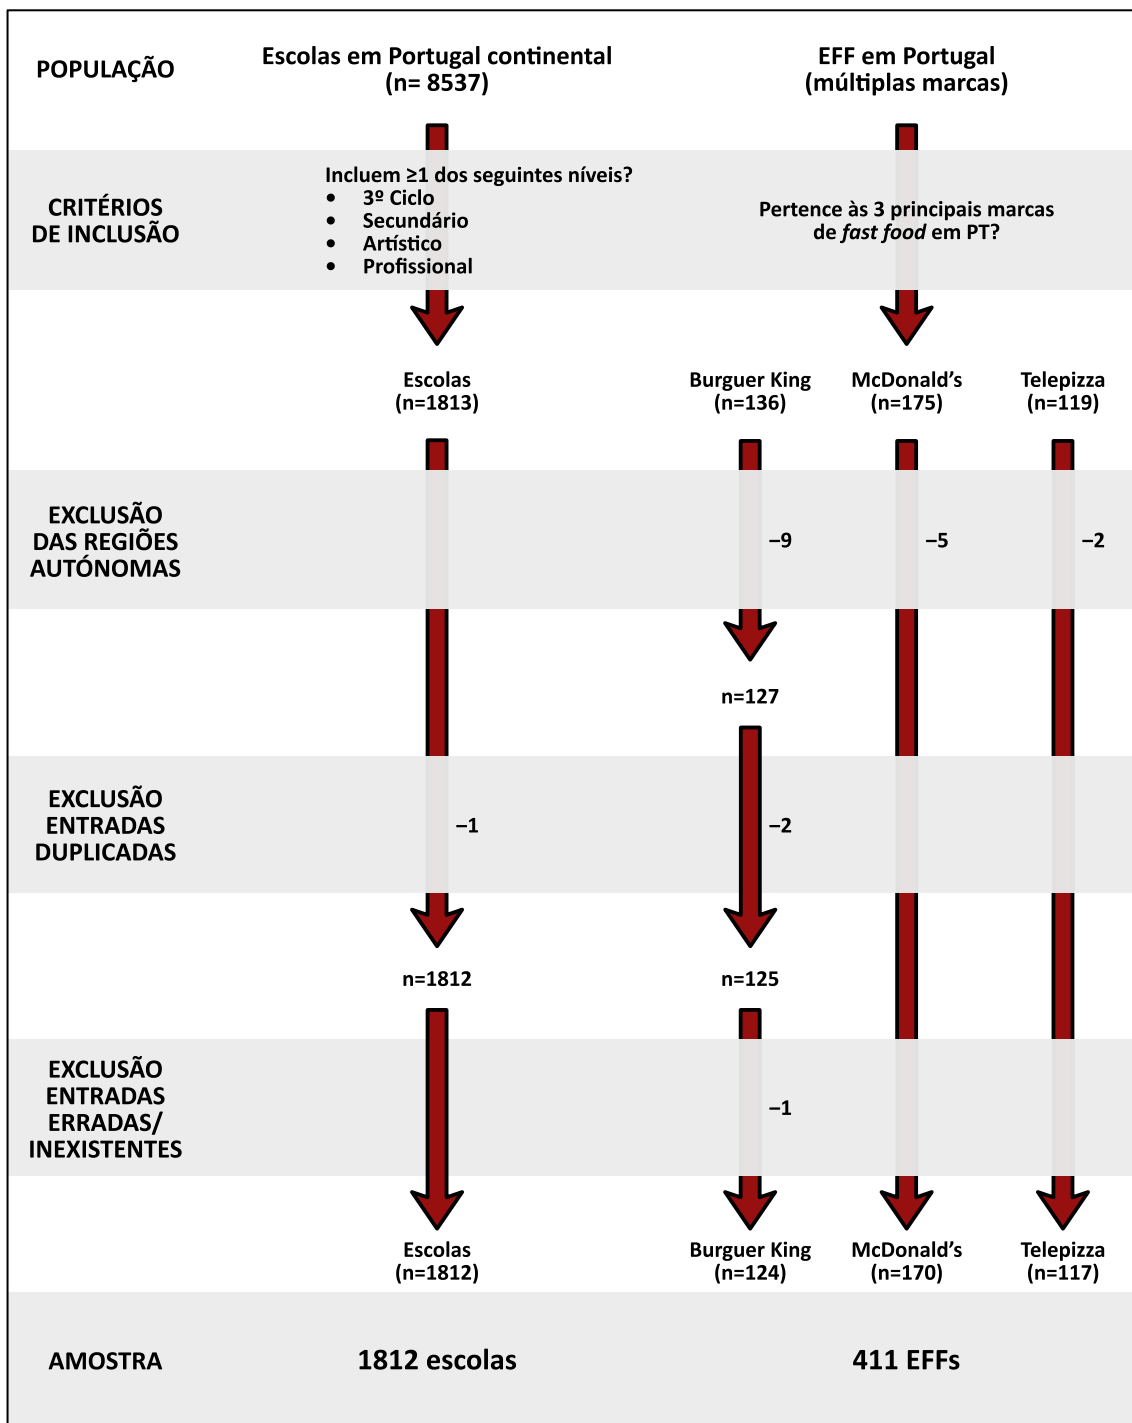 POPULAÇÃO
Escolas em Portugal continental
(n= 8537)
EFF em Portugal
(múltiplas marcas)
CRITÉRIOS
DE INCLUSÃO
Incluem ≥1 dos seguintes níveis?
• 3º Ciclo
• Secundário
• Artístico
• Profissional
Pertence às 3 principais marcas
de fast food em PT?
Escolas
(n=1813)
Burguer King
(n=136)
McDonald’s
(n=175)
Telepizza
(n=119)
EXCLUSÃO
DAS REGIÕES
AUTÓNOMAS
–9
–5
–2
n=127
EXCLUSÃO
ENTRADAS
DUPLICADAS
–1
–2
n=1812
n=125
EXCLUSÃO
ENTRADAS
ERRADAS/
INEXISTENTES
–1
Escolas
(n=1812)
Burguer King
(n=124)
McDonald’s
(n=170)
Telepizza
(n=117)
AMOSTRA
1812 escolas
411 EFFs